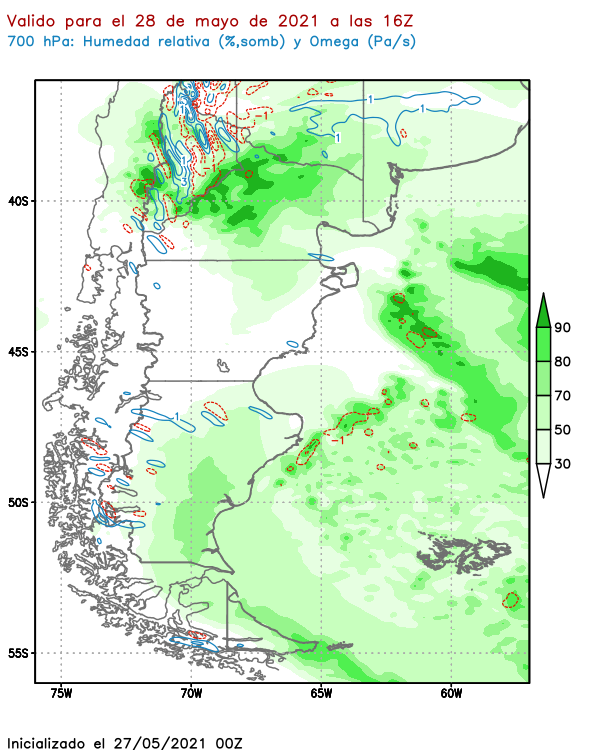 Valido para el 28 de mayo de 2021 a las 16Z
700 hPa: Humedad relativa (%,somb) y Omega (Pa/s)
1
1
1
-1
1
-1
3
40S
45S
90
80
70
50
30
1
-1
50S
55S
75W 70W 65W 60W
Inicializado el 27/05/2021 00Z